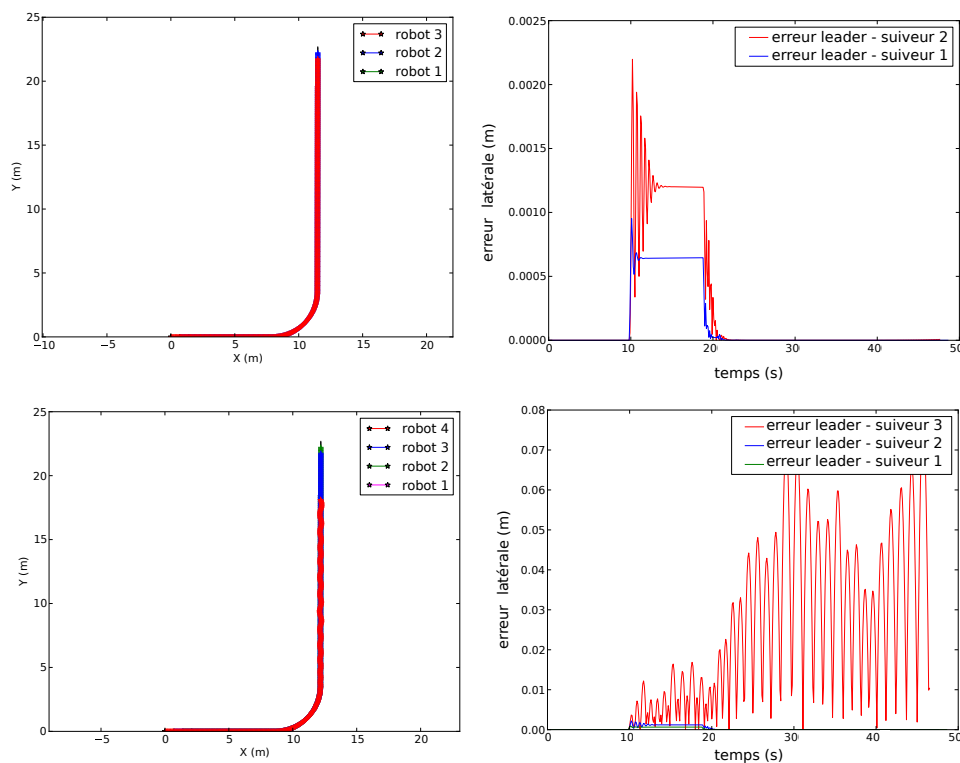 25
20
15
10
5
0
Y (m)
−10
−5
0
5
10
15
20
X (m)
robot 3
robot 2
robot 1
0.0025
0.0020
0.0015
0.0010
0.0005
0.0000
erreur latérale (m)
0
10
20
30
40
50
temps (s)
erreur leader - suiveur 2
erreur leader - suiveur 1
25
20
15
10
5
0
Y (m)
−5
0
5
10
15
20
X (m)
robot 4
robot 3
robot 2
robot 1
0.08
0.07
0.06
0.05
0.04
0.03
0.02
0.01
0.00
erreur latérale (m)
0
10
20
30
40
50
temps (s)
erreur leader - suiveur 3
erreur leader - suiveur 2
erreur leader - suiveur 1